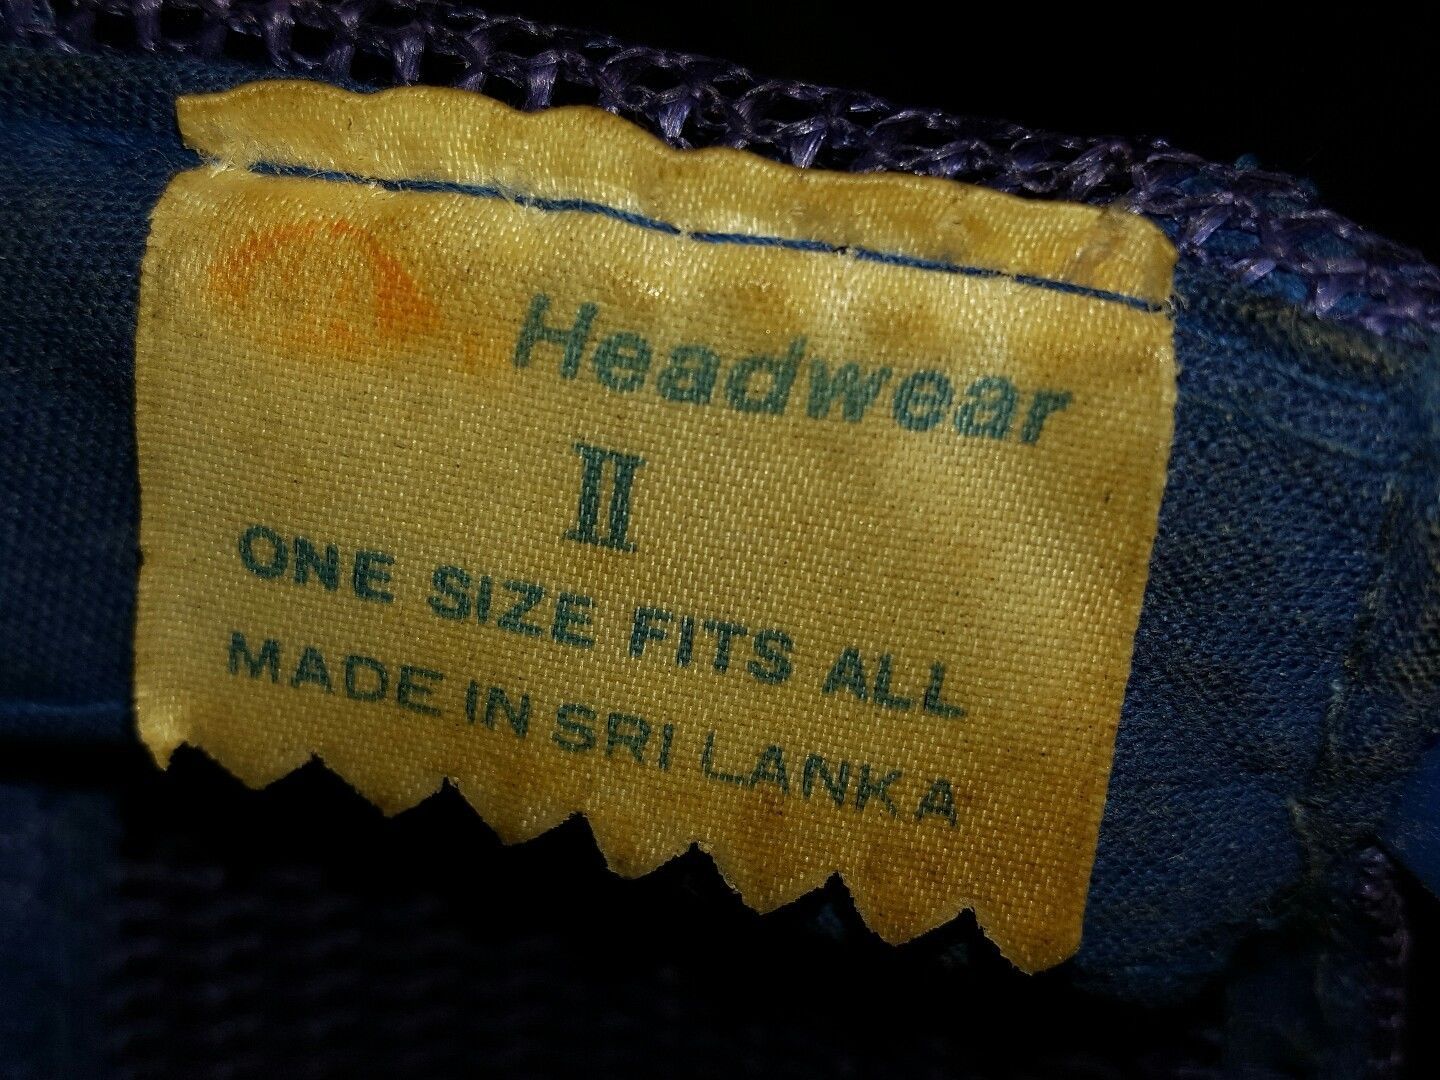 Headwear
II
ONE SIZE FITS ALL
MADE IN SRI LANKA